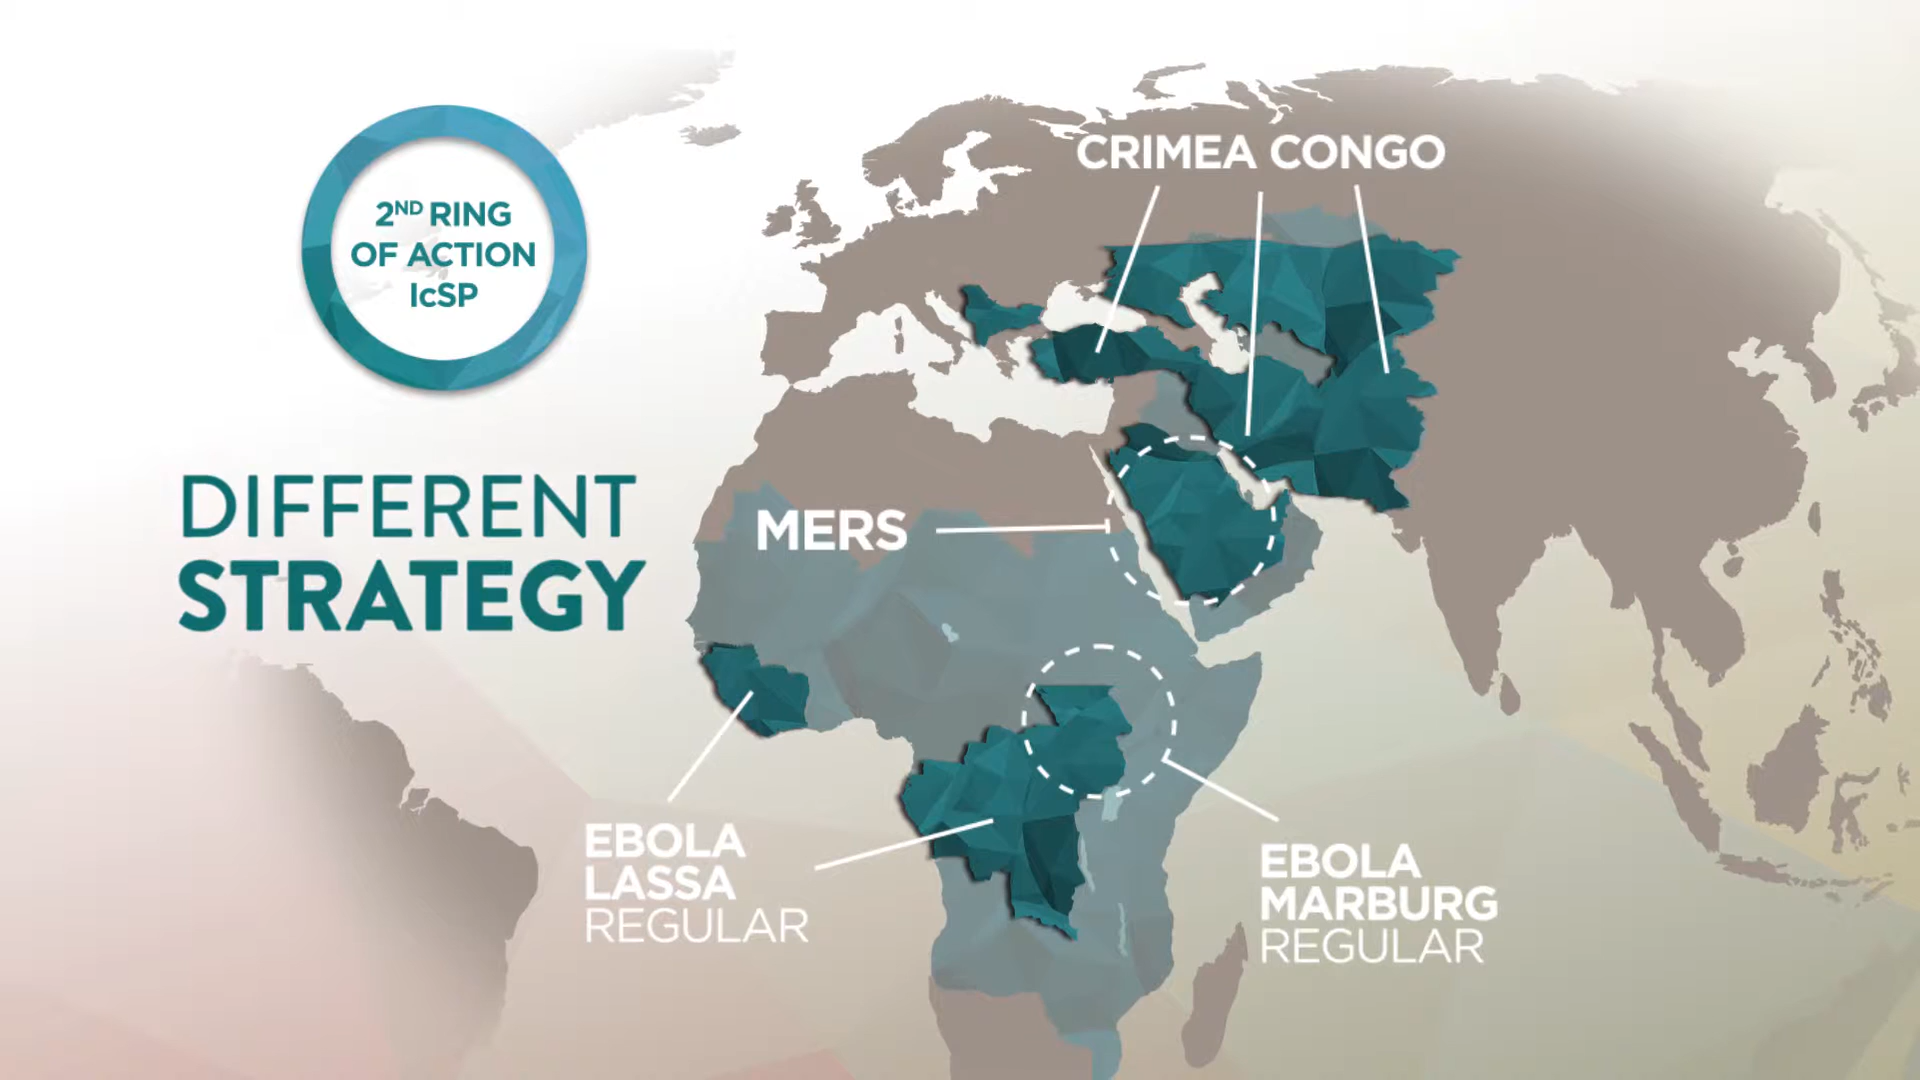 2ND RING
OF ACTION
IcSP
DIFFERENT
STRATEGY
CRIMEA CONGO
MERS
EBOLA
LASSA
REGULAR
EBOLA
MARBURG
REGULAR